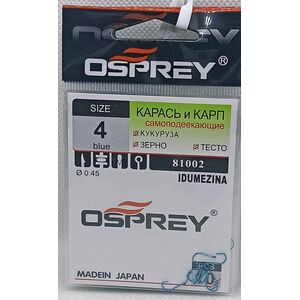 OSPREY®
SIZE
4
blue
КАРАСЬ и КАРП
самоподсекающие
КУКУРУЗА
ЗЕРНО
ТЕСТО
Ø 0.45
81002
IDUMEZINA
OSPREY®
MADEIN JAPAN